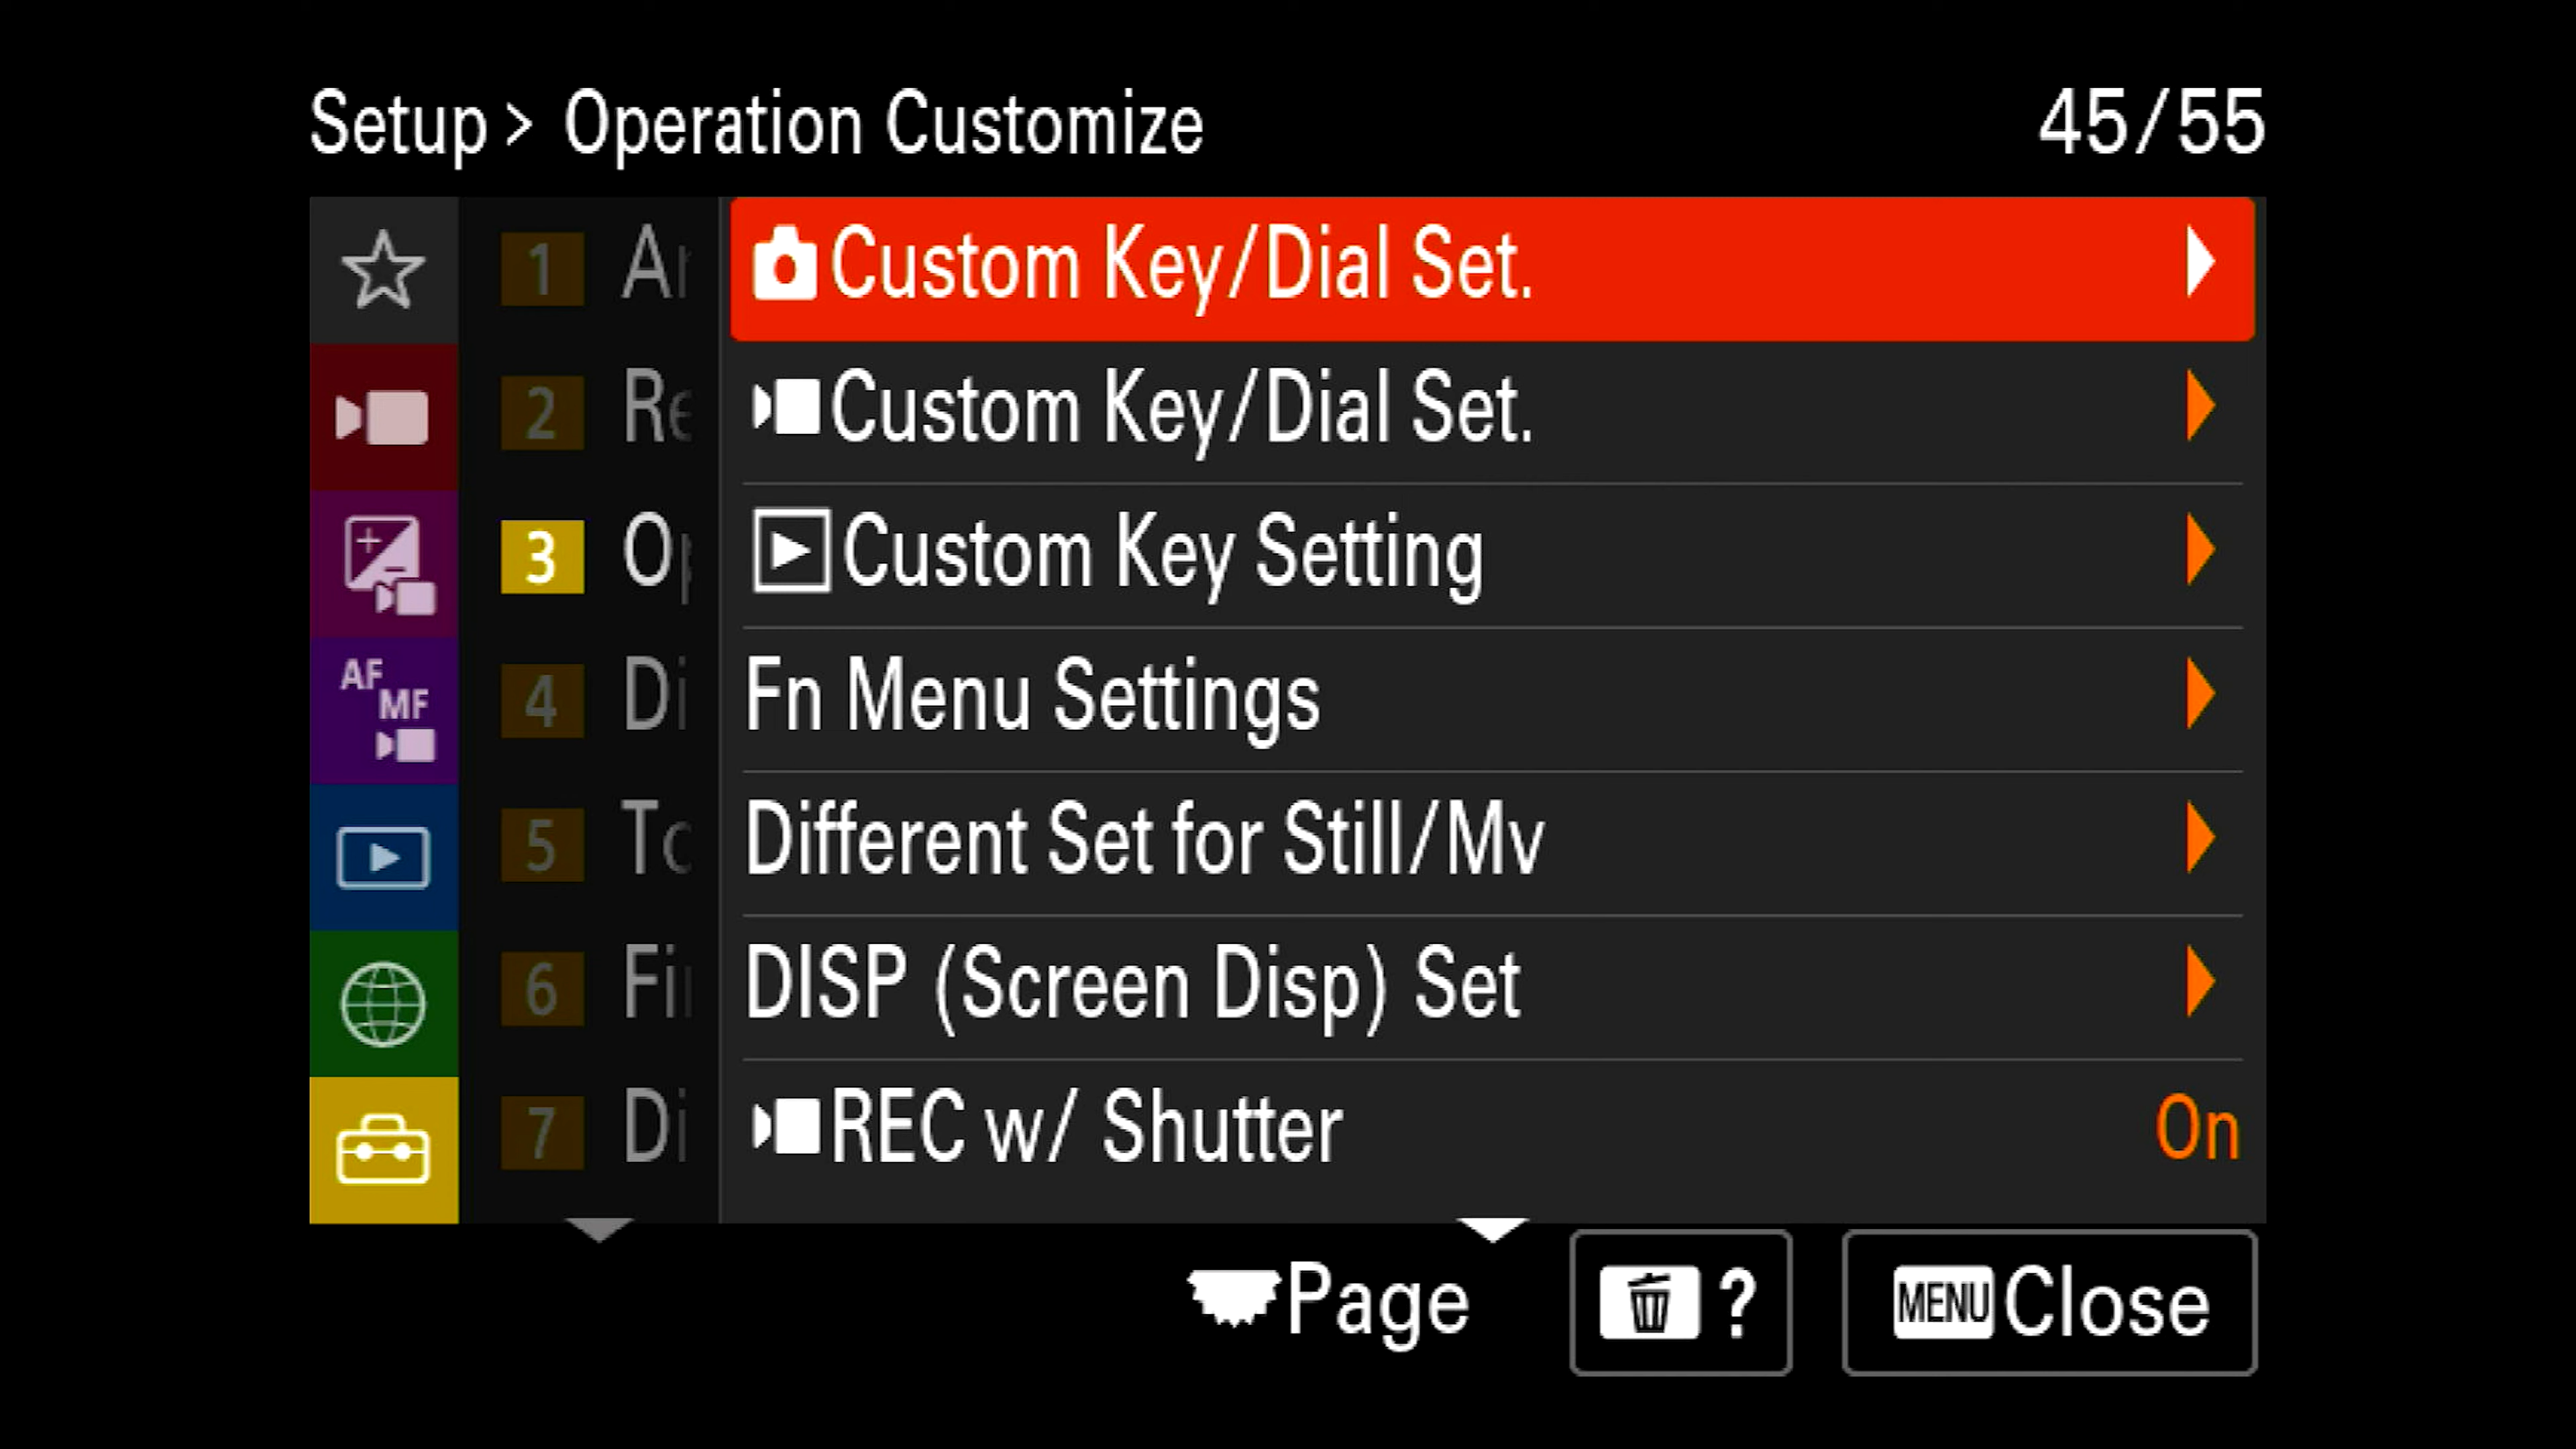 Setup > Operation Customize 45/55
Custom Key/Dial Set.
Custom Key/Dial Set.
Custom Key Setting
Fn Menu Settings
Different Set for Still/Mv
DISP (Screen Disp) Set
REC w/ Shutter On
1
2
3
4 Di
5
6
7 Di
AF
MF
Page
?
MENU Close